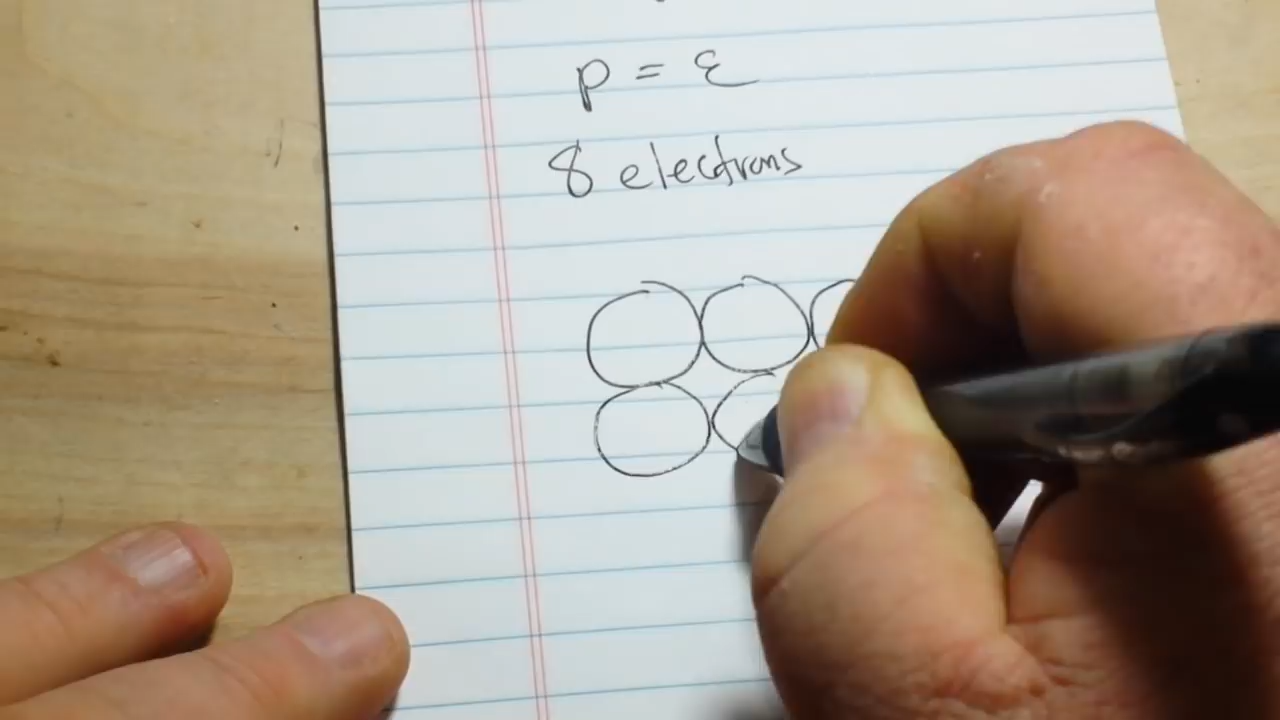 p = ε
8 electrons